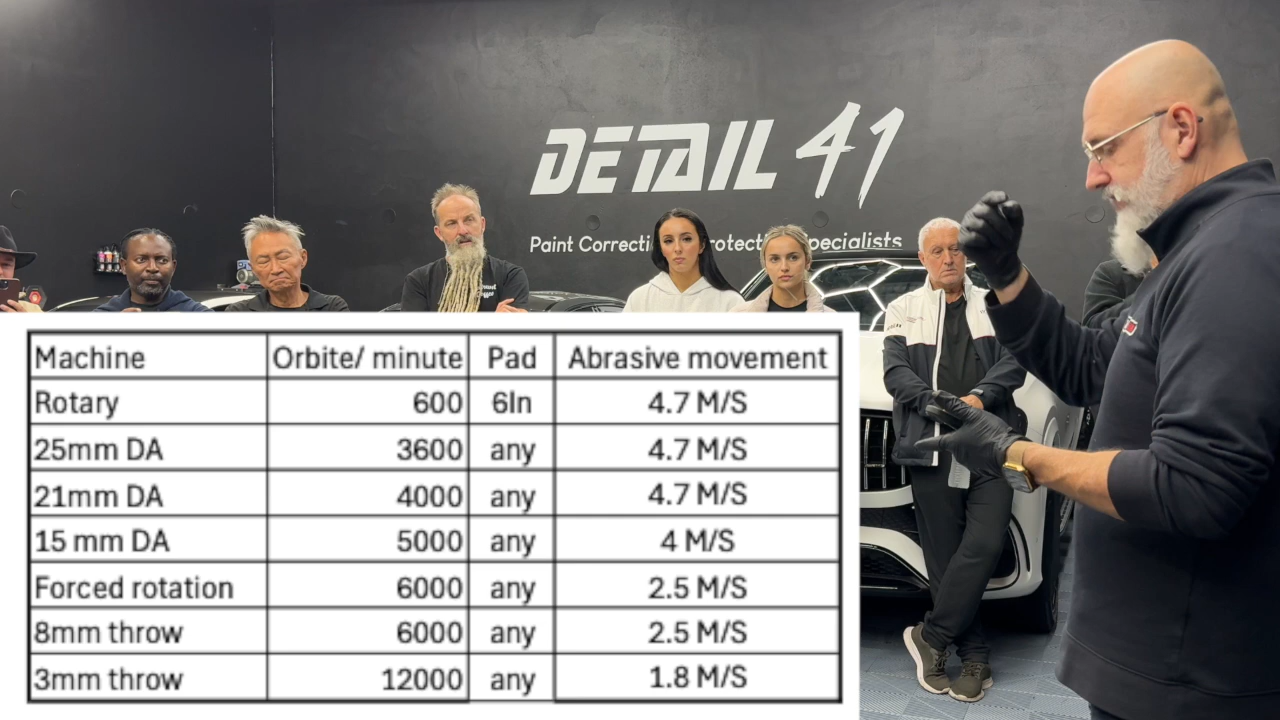 DETAIL 41
Paint Correcti rotecti Specialists
Machine Orbite/ minute Pad Abrasive movement
Rotary 600 6In 4.7 M/S
25mm DA 3600 any 4.7 M/S
21mm DA 4000 any 4.7 M/S
15 mm DA 5000 any 4 M/S
Forced rotation 6000 any 2.5 M/S
8mm throw 6000 any 2.5 M/S
3mm throw 12000 any 1.8 M/S